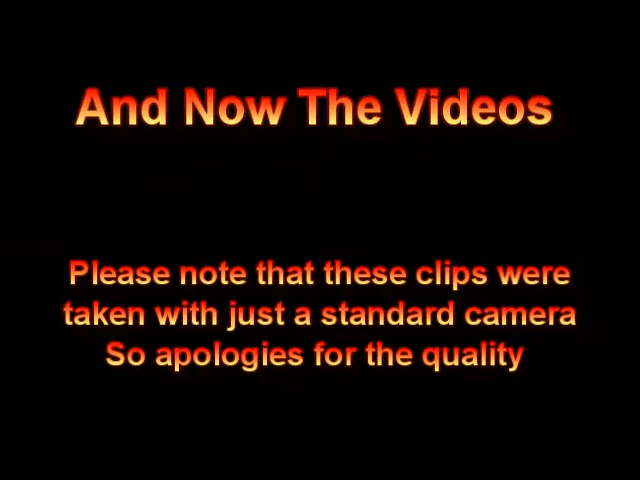 And Now The Videos
Please note that these clips were
taken with just a standard camera
So apologies for the quality